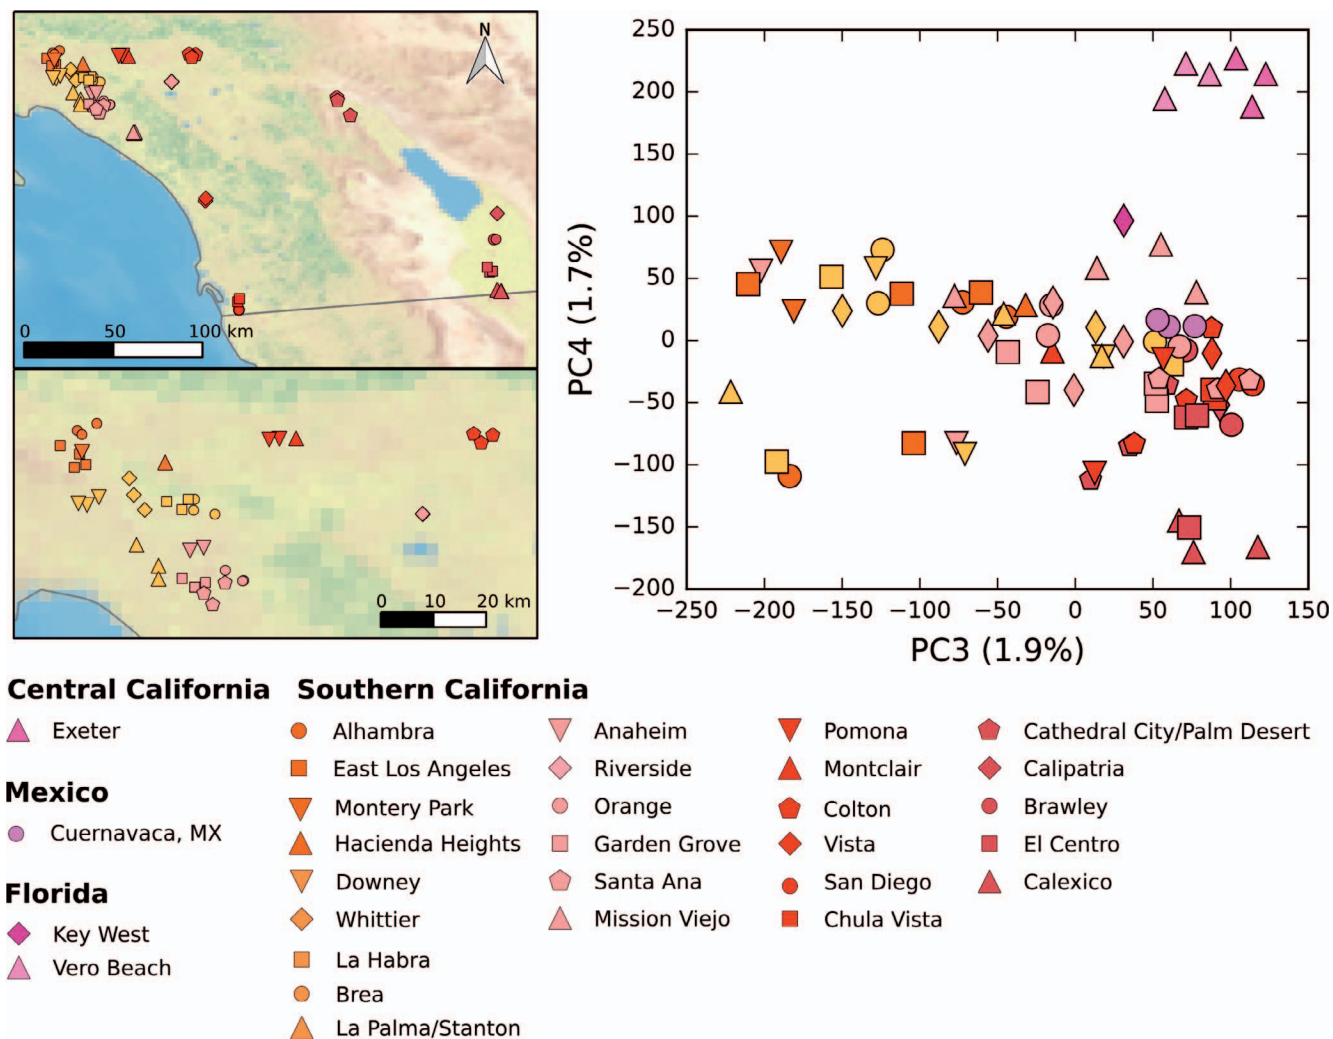 N
0 50 100 km
0 10 20 km
250
200
150
100
50
0
−50
−100
−150
−200
PC4 (1.7%)
−250 −200 −150 −100 −50 0 50 100 150
PC3 (1.9%)
Central California
Exeter
Mexico
Cuernavaca, MX
Florida
Key West
Vero Beach
Southern California
Alhambra
East Los Angeles
Montery Park
Hacienda Heights
Downey
Whittier
La Habra
Brea
La Palma/Stanton
Anaheim
Riverside
Orange
Garden Grove
Santa Ana
Mission Viejo
Pomona
Montclair
Colton
Vista
San Diego
Chula Vista
Cathedral City/Palm Desert
Calipatria
Brawley
El Centro
Calexico